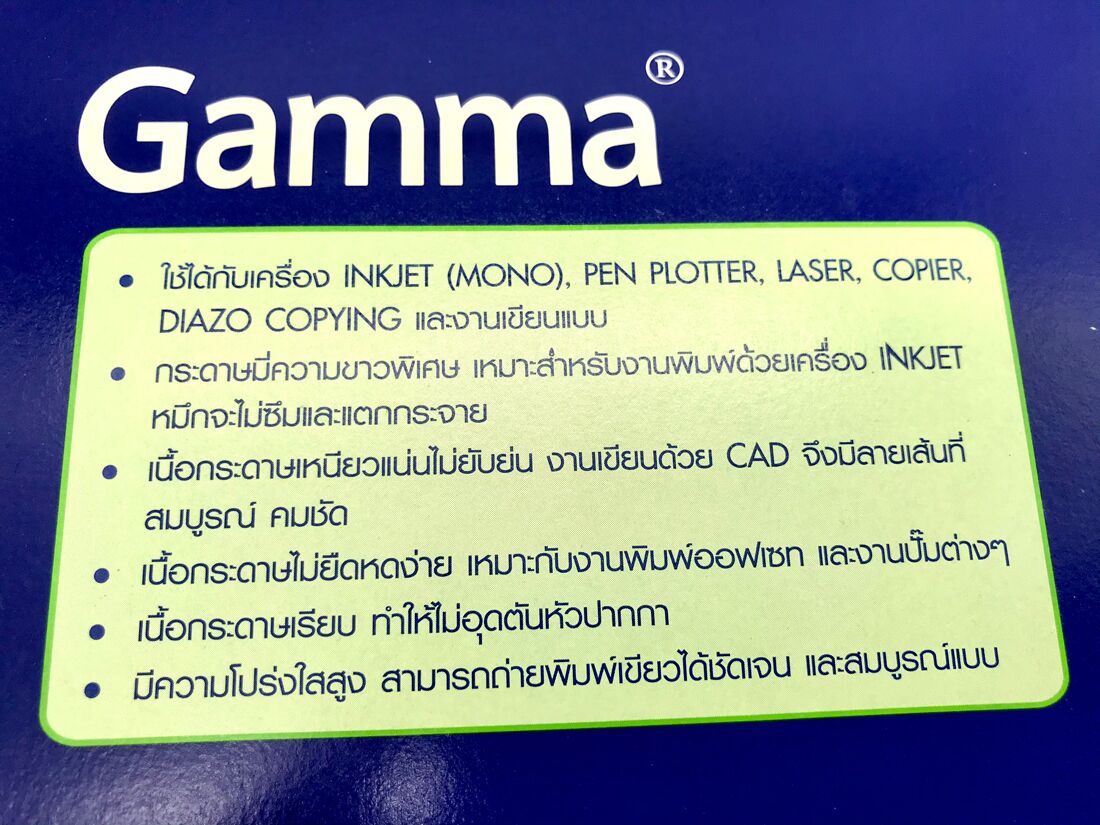 Gamma®
• ใช้ได้กับเครื่อง INKJET (MONO), PEN PLOTTER, LASER, COPIER,
DIAZO COPYING และงานเขียนแบบ
• กระดาษมีความขาวพิเศษ เหมาะสำหรับงานพิมพ์ด้วยเครื่อง INKJET
หมึกจะไม่ซึมและแตกกระจาย
• เนื้อกระดาษเหนียวแน่นไม่ยับย่น งานเขียนด้วย CAD จึงมีลายเส้นที่
สมบูรณ์ คมชัด
• เนื้อกระดาษไม่ยืดหดง่าย เหมาะกับงานพิมพ์ออฟเซท และงานปั๊มต่างๆ
• เนื้อกระดาษเรียบ ทำให้ไม่อุดตันหัวปากกา
• มีความโปร่งใสสูง สามารถถ่ายพิมพ์เขียวได้ชัดเจน และสมบูรณ์แบบ